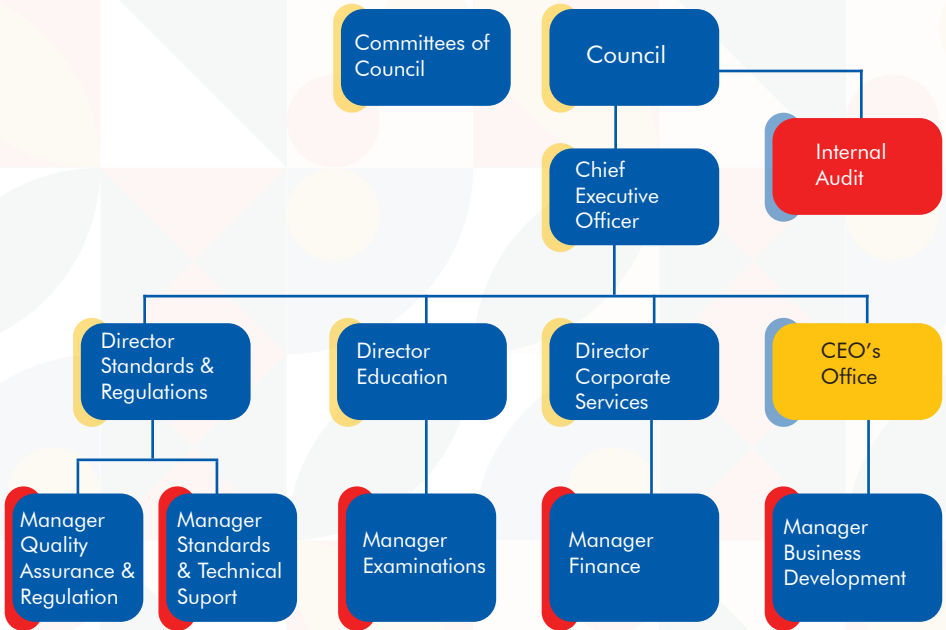 Committees of
Council
Council
Internal
Audit
Chief
Executive
Officer
Director
Standards &
Regulations
Director
Education
Director
Corporate
Services
CEO's
Office
Manager
Quality
Assurance &
Regulation
Manager
Standards
& Technical
Suport
Manager
Examinations
Manager
Finance
Manager
Business
Development